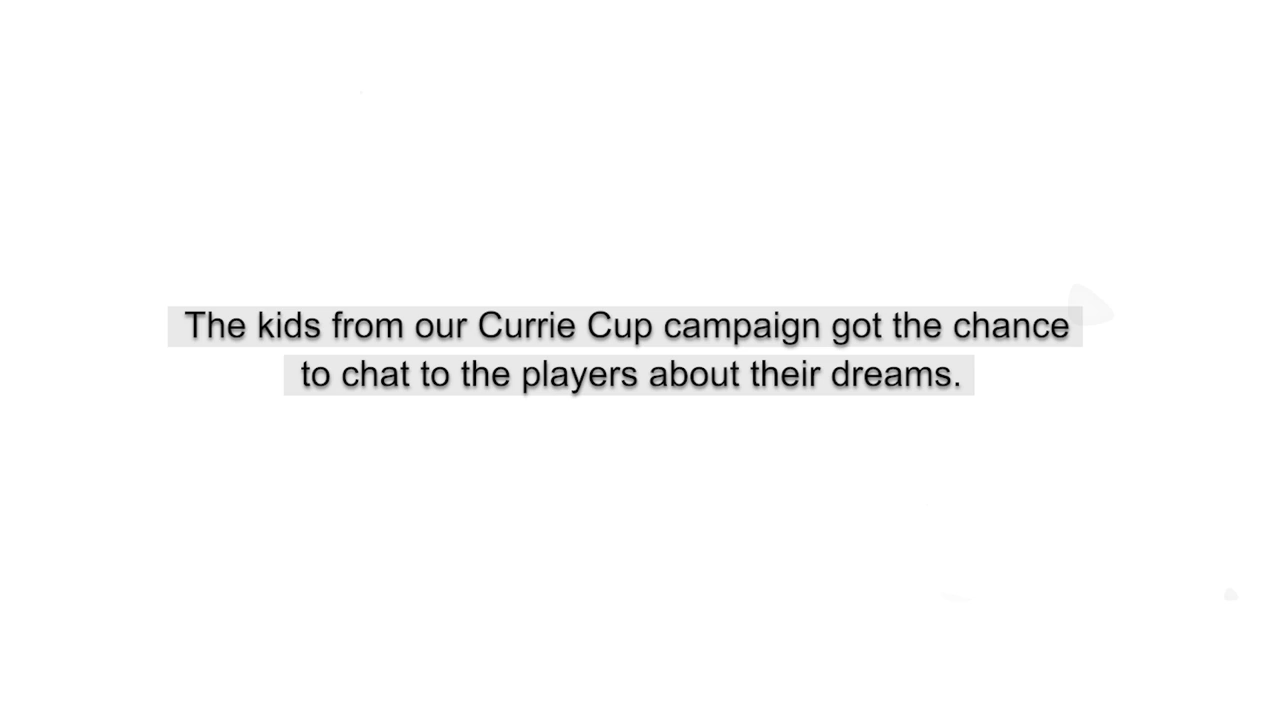 The kids from our Currie Cup campaign got the chance
to chat to the players about their dreams.